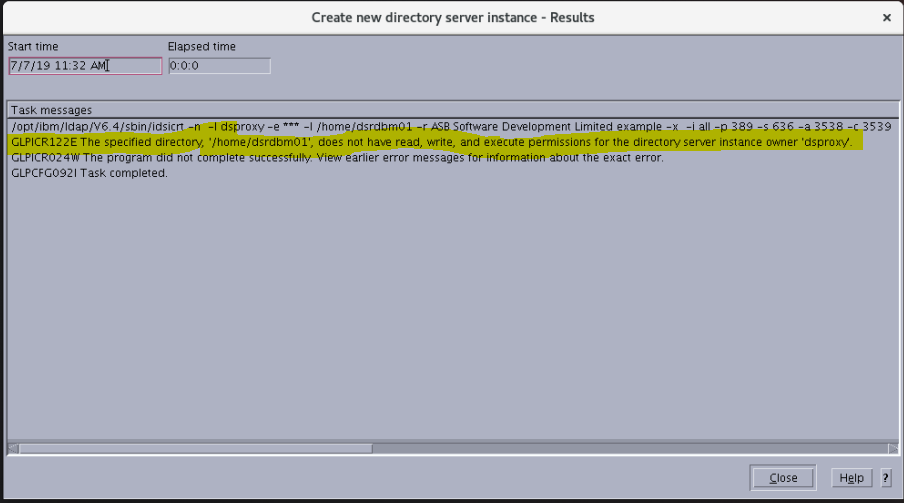 Create new directory server instance - Results
×
Start time Elapsed time
7/7/19 11:32 AM 0:0:0
Task messages
/opt/ibm/ldap/V6.4/sbin/idsicrt -n -I dsproxy -e *** -l /home/dsrdbm01 -r ASB Software Development Limited example -x -i all -p 389 -s 636 -a 3538 -c 3539
GLPICR122E The specified directory, '/home/dsrdbm01', does not have read, write, and execute permissions for the directory server instance owner 'dsproxy'.
GLPICR024W The program did not complete successfully. View earlier error messages for information about the exact error.
GLPCFG092I Task completed.
Close Help ?